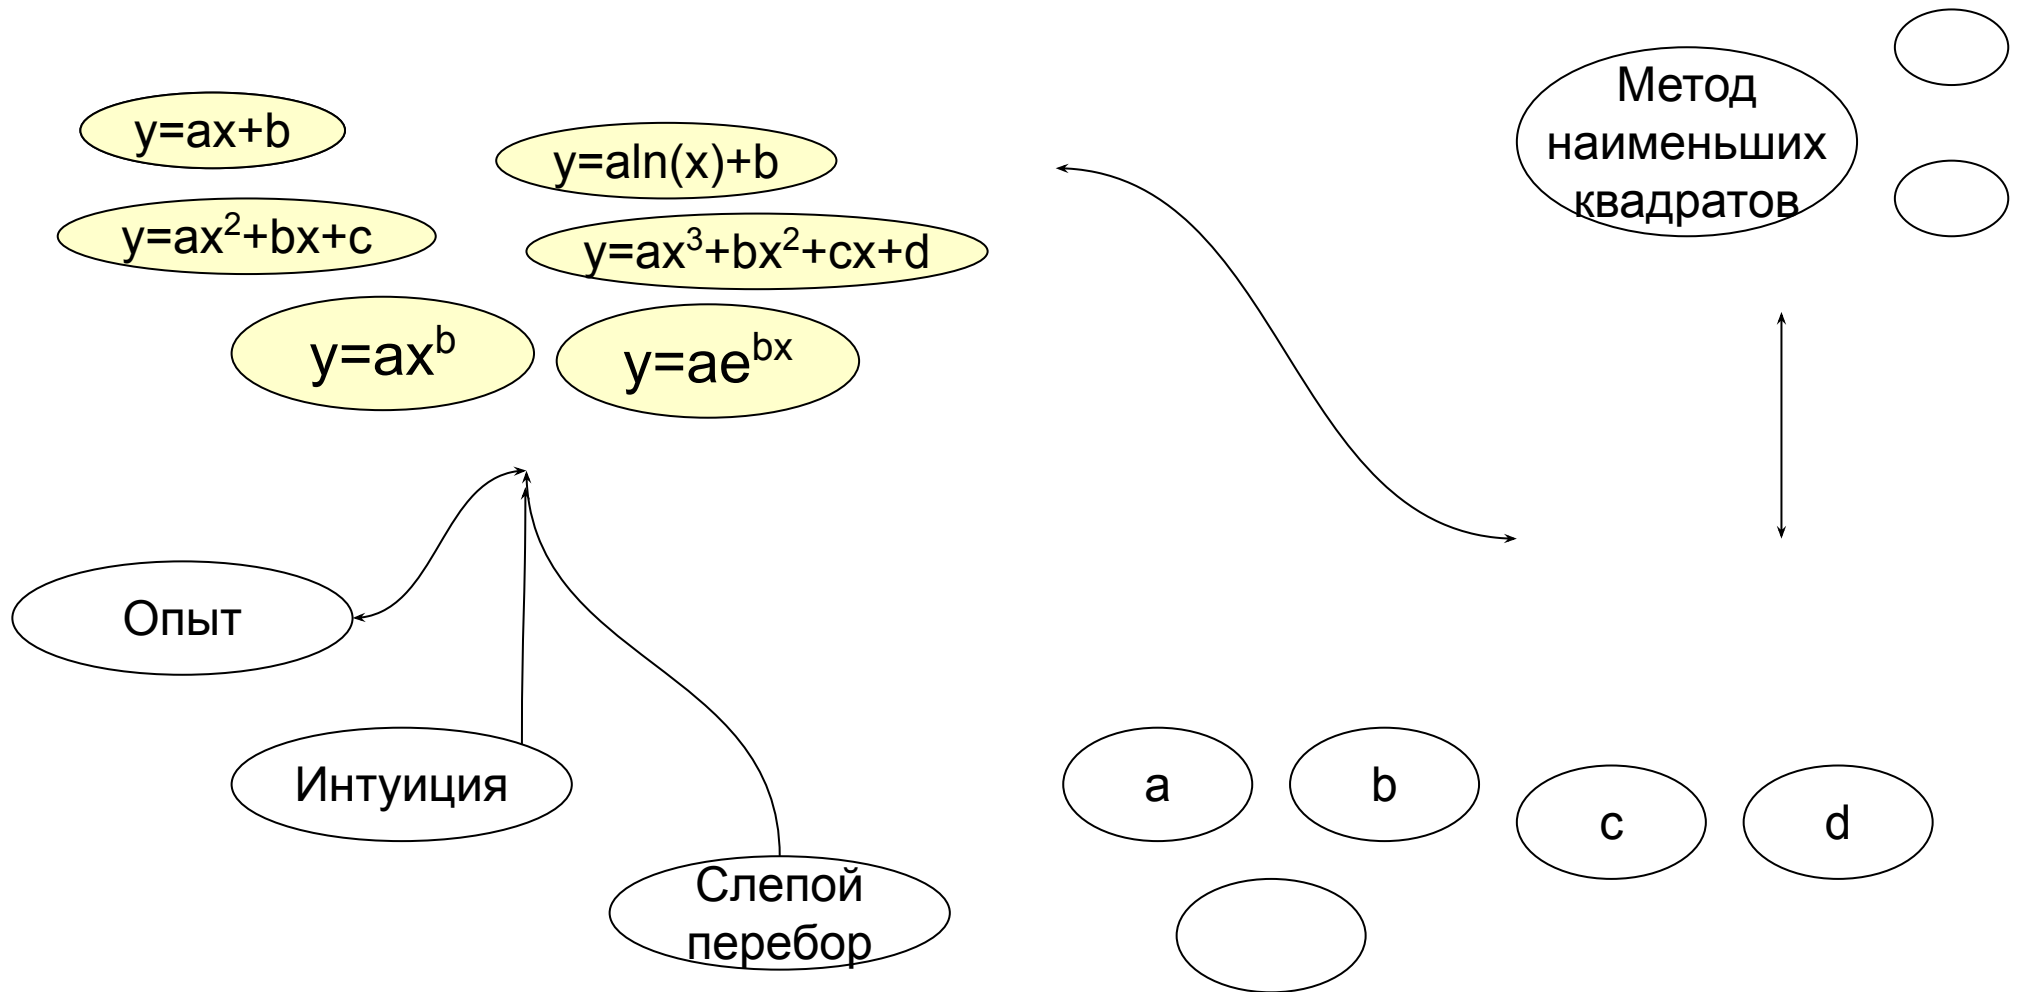 y=ax+b
y=aln(x)+b
y=ax²+bx+c
y=ax³+bx²+cx+d
y=axᵇ
y=aeᵇˣ
Метод
наименьших
квадратов
Опыт
Интуиция
Слепой
перебор
a
b
c
d